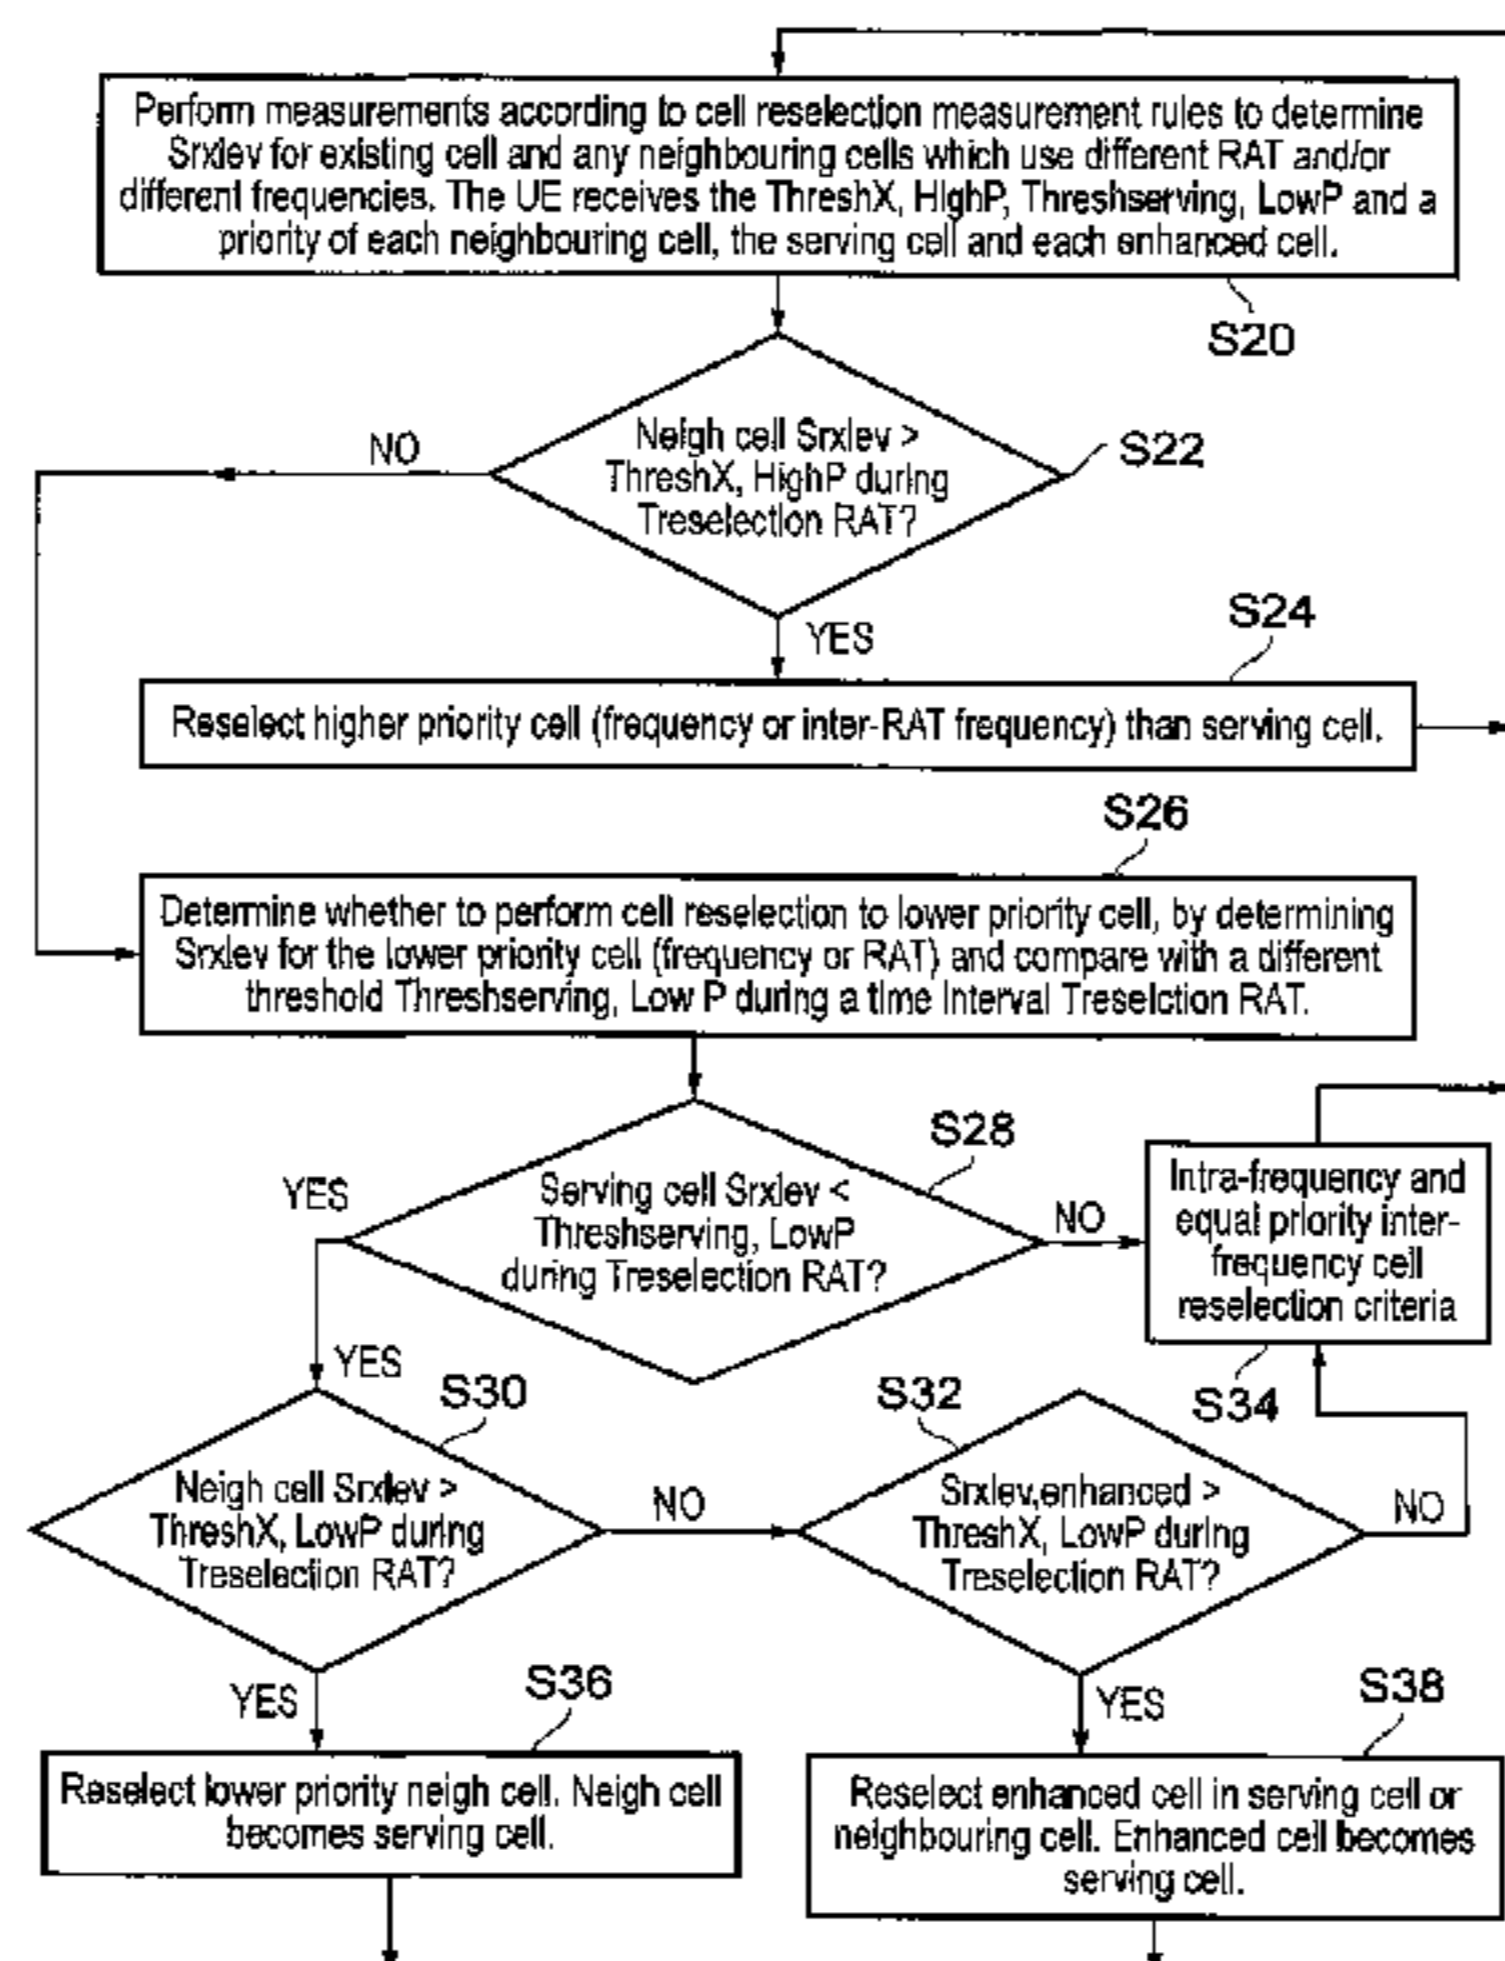 Perform measurements according to cell reselection measurement rules to determine
Srxlev for existing cell and any neighbouring cells which use different RAT and/or
different frequencies. The UE receives the ThreshX, HighP, Threshserving, LowP and a
priority of each neighbouring cell, the serving cell and each enhanced cell.
S20
Neigh cell Srxlev >
ThreshX, HighP during
Treselection RAT?
S22
NO
YES
S24
Reselect higher priority cell (frequency or inter-RAT frequency) than serving cell.
S26
Determine whether to perform cell reselection to lower priority cell, by determining
Srxlev for the lower priority cell (frequency or RAT) and compare with a different
threshold Threshserving, Low P during a time interval Treselction RAT.
S28
YES
Serving cell Srxlev <
Threshserving, LowP
during Treselection RAT?
NO
Intra-frequency and
equal priority inter-
frequency cell
reselection criteria
S34
YES
S30
Neigh cell Srxlev >
ThreshX, LowP during
Treselection RAT?
NO
S32
Srxlev,enhanced >
ThreshX, LowP during
Treselection RAT?
NO
YES
S36
Reselect lower priority neigh cell. Neigh cell
becomes serving cell.
YES
S38
Reselect enhanced cell in serving cell or
neighbouring cell. Enhanced cell becomes
serving cell.